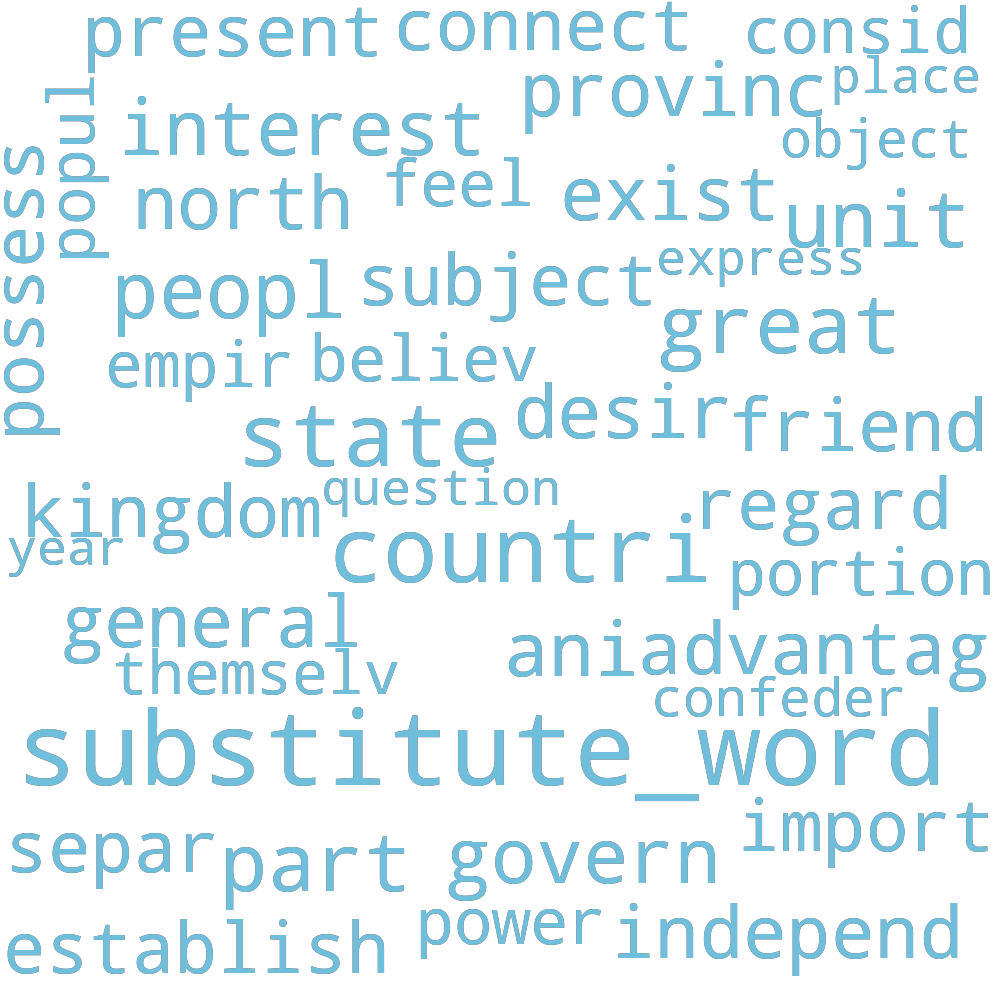 present connect consid
provinc place
popul interest object
possess north feel exist unit
peopl subject express
great
empir believ
state desir friend
kingdom question regard
year countri portion
general ani advantag
themselv confeder
substitute_word
separ part govern import
establish power independ